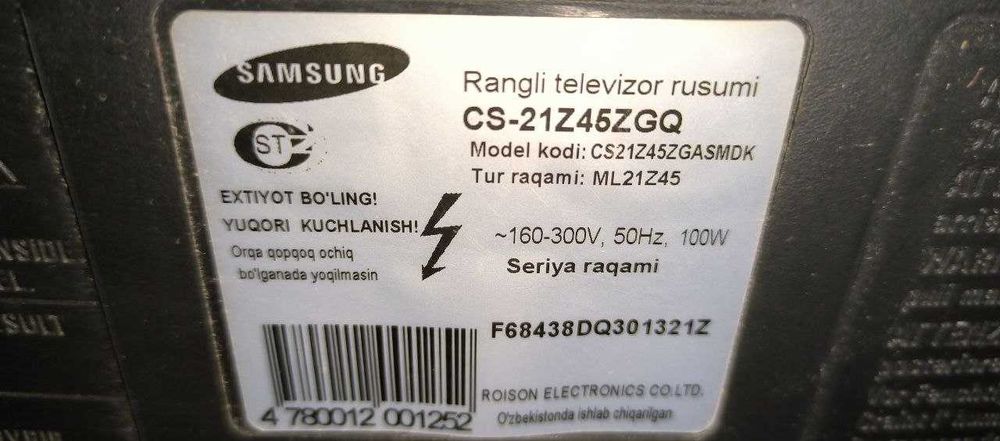 SAMSUNG
STZ
Rangli televizor rusumi
CS-21Z45ZGQ
Model kodi: CS21Z45ZGASMDK
Tur raqami: ML21Z45
EXTIYOT BO'LING!
YUQORI KUCHLANISH!
Orqa qopqoq ochiq
bo'lganada yoqilmasin
~160-300V, 50Hz, 100W
Seriya raqami
F68438DQ301321Z
4 780012 001252
ROISON ELECTRONICS CO.LTD.
O'zbekistonda ishlab chiqarilgan